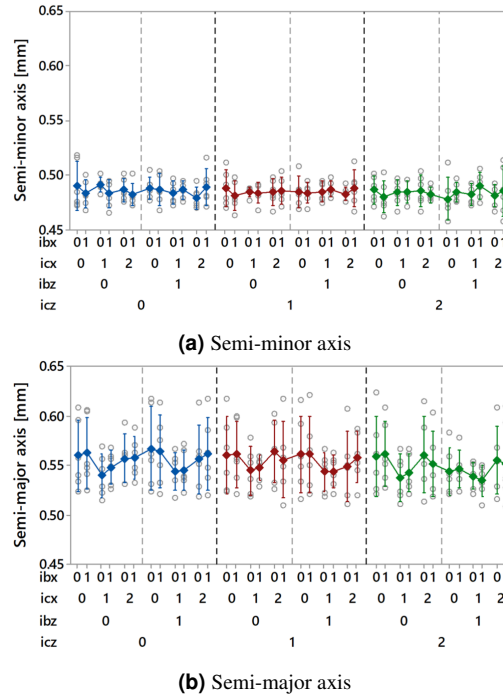 0.65
0.60
0.55
0.50
0.45
Semi-minor axis [mm]
ibx 01 01 01 01 01 01 01 01 01 01 01 01 01 01 01 01 01 01
icx 0 1 2 0 1 2 0 1 2 0 1 2 0 1 2 0 1 2
ibz 0 1 0 1 0 1
icz 0 1 2
(a) Semi-minor axis
0.65
0.60
0.55
0.50
0.45
Semi-major axis [mm]
ibx 01 01 01 01 01 01 01 01 01 01 01 01 01 01 01 01 01 0
icx 0 1 2 0 1 2 0 1 2 0 1 2 0 1 2 0 1 2
ibz 0 1 0 1 0 1
icz 0 1 2
(b) Semi-major axis